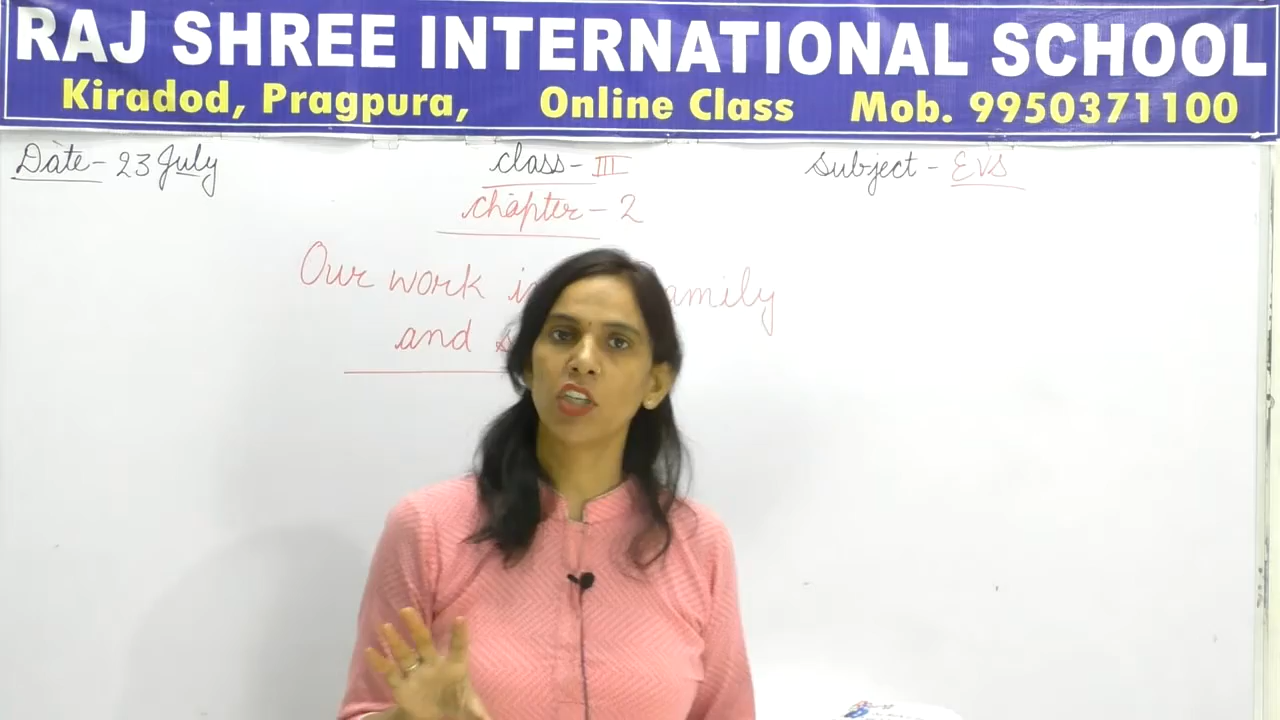 RAJ SHREE INTERNATIONAL SCHOOL
Kiradod, Pragpura, Online Class Mob. 9950371100
Date- 23 July class- III Subject - EVS
chapter - 2
Our work in amily
and s